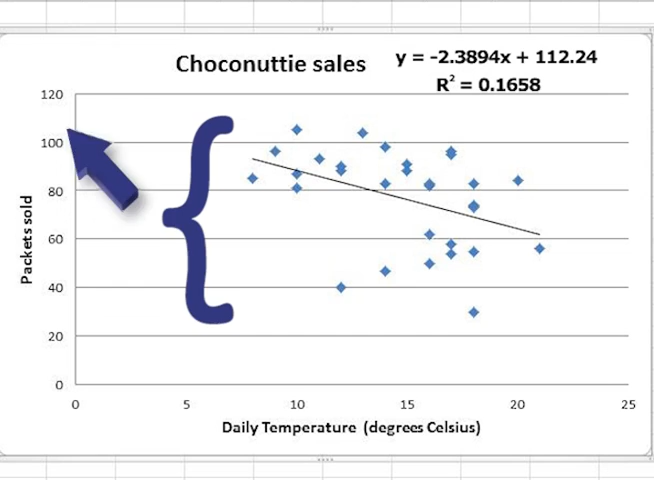 Choconuttie sales
y = -2.3894x + 112.24
R² = 0.1658
120
100
80
60
40
20
0
Packets sold
0 5 10 15 20 25
Daily Temperature (degrees Celsius)